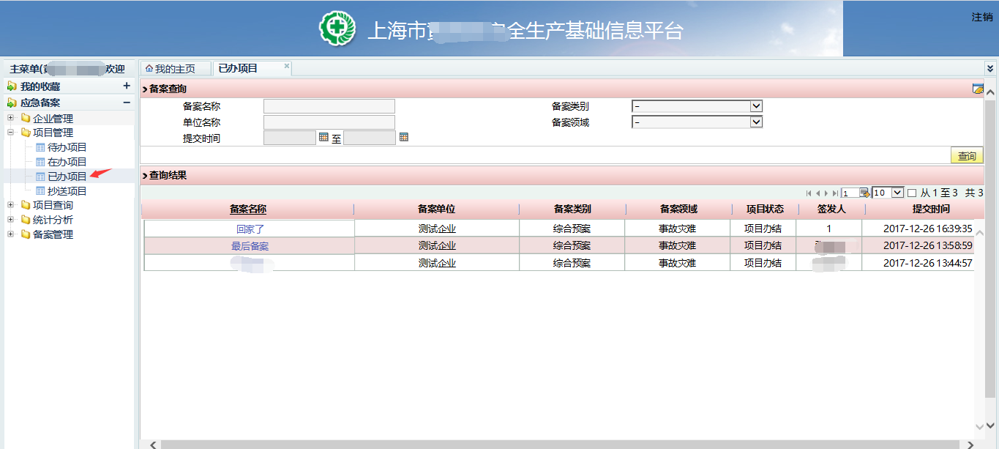 注销
上海市 全生产基础信息平台
主菜单( 欢迎
我的收藏 +
应急备案 −
企业管理
项目管理
待办项目
在办项目
已办项目
抄送项目
项目查询
统计分析
备案管理
我的主页 已办项目
备案查询
备案名称 备案类别 -
单位名称 备案领域 -
提交时间 至
查询
查询结果
1 10 从 1 至 3 共 3
备案名称 备案单位 备案类别 备案领域 项目状态 签发人 提交时间
回家了 测试企业 综合预案 事故灾难 项目办结 1 2017-12-26 16:39:35
最后备案 测试企业 综合预案 事故灾难 项目办结 2017-12-26 13:58:59
测试企业 综合预案 事故灾难 项目办结 2017-12-26 13:44:57